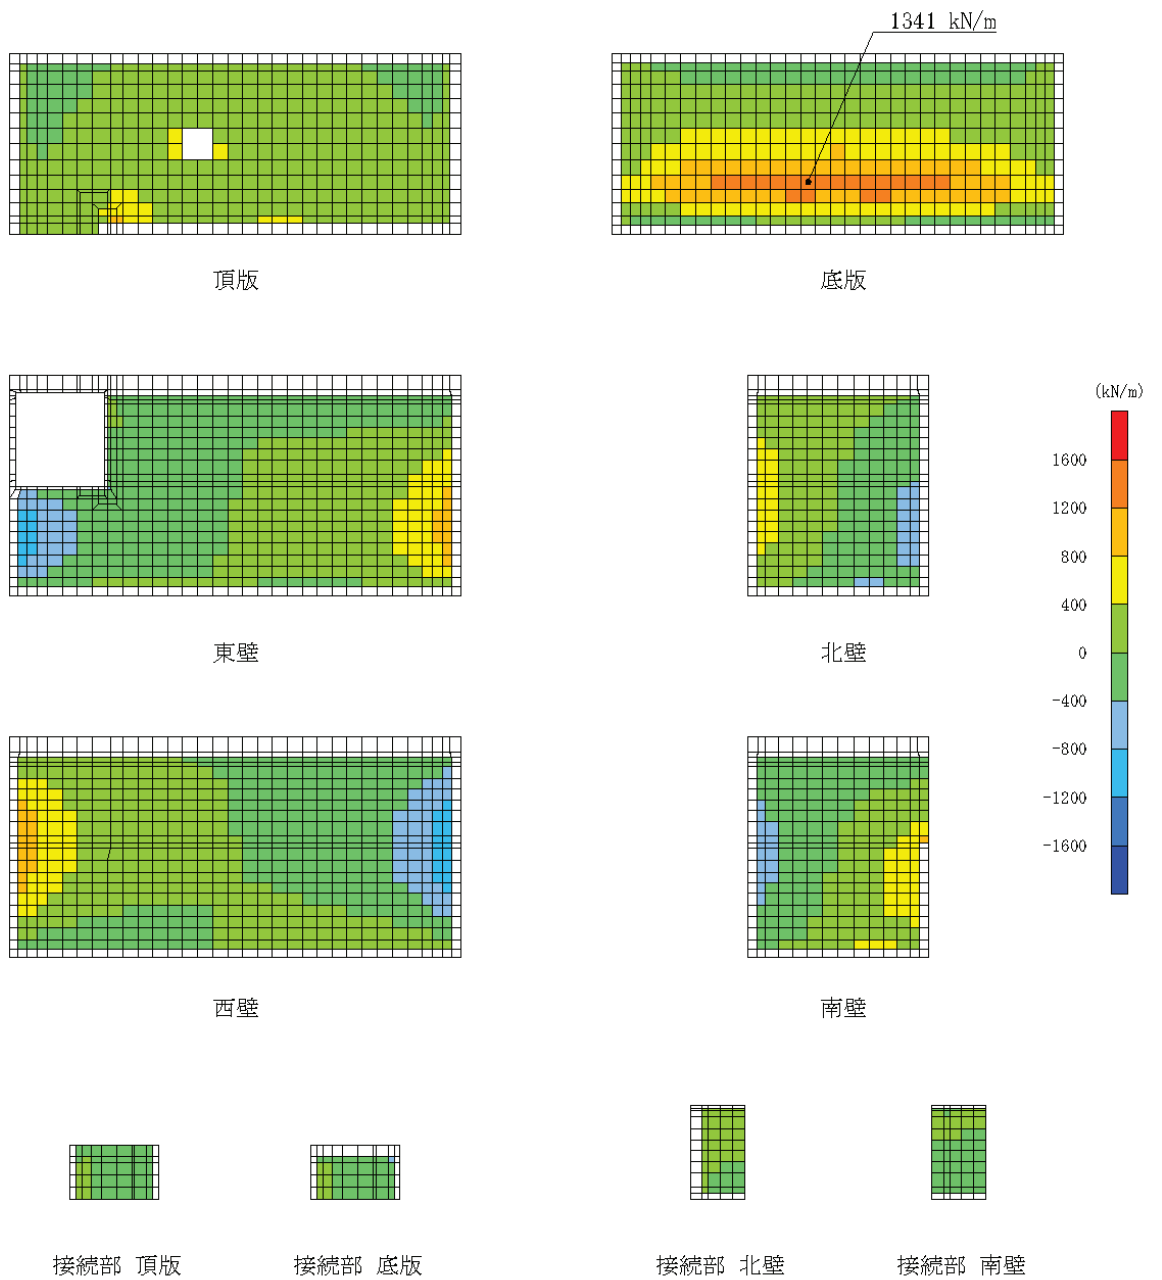 1341 kN/m
頂版
底版
(kN/m)
1600
1200
800
400
0
-400
-800
-1200
-1600
東壁
北壁
西壁
南壁
接続部 頂版
接続部 底版
接続部 北壁
接続部 南壁